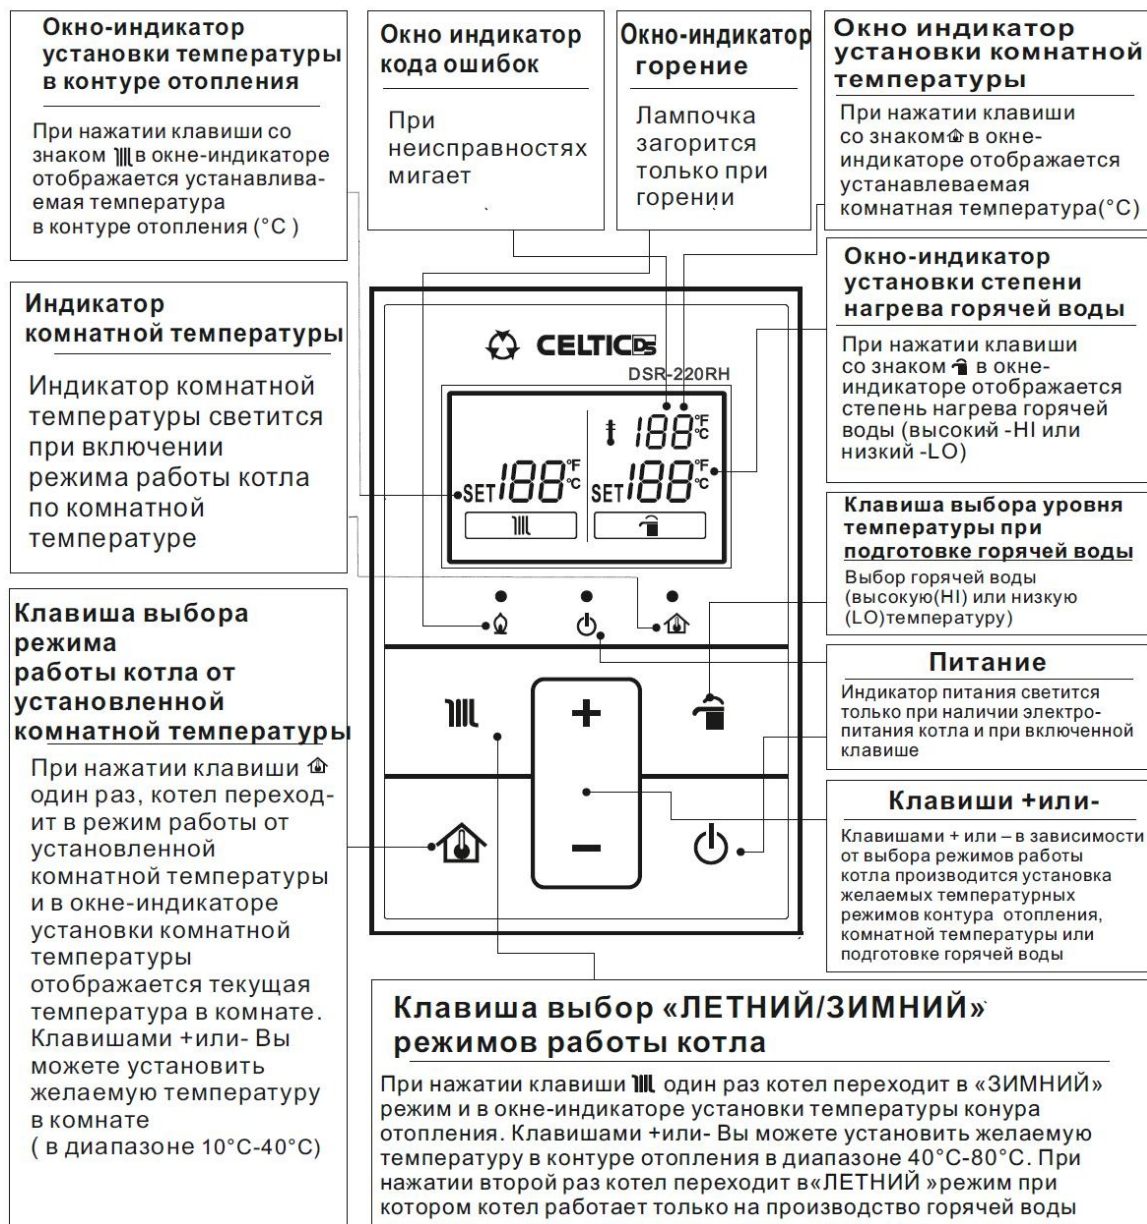 Окно-индикатор
установки температуры
в контуре отопления
При нажатии клавиши со
знаком в окне-индикаторе
отображается устанавлива-
емая температура
в контуре отопления (°C )
Окно индикатор
кода ошибок
При
неисправностях
мигает
Окно-индикатор
горение
Лампочка
загорится
только при
горении
Окно индикатор
установки комнатной
температуры
При нажатии клавиши
со знаком в окне-
индикаторе отображается
устанавлеваемая
комнатная температура(°C)
Индикатор
комнатной температуры
Индикатор комнатной
температуры светится
при включении
режима работы котла
по комнатной
температуре
Окно-индикатор
установки степени
нагрева горячей воды
При нажатии клавиши
со знаком в окне-
индикаторе отображается
степень нагрева горячей
воды (высокий -HI или
низкий -LO)
CELTIC DS
DSR-220RH
188 °F °C
SET 188 °F °C
SET 188 °F °C
Клавиша выбора уровня
температуры при
подготовке горячей воды
Выбор горячей воды
(высокую(HI) или низкую
(LO)температуру)
Клавиша выбора
режима
работы котла от
установленной
комнатной температуры
При нажатии клавиши
один раз, котел переход-
ит в режим работы от
установленной
комнатной температуры
и в окне-индикаторе
установки комнатной
температуры
отображается текущая
температура в комнате.
Клавишами +или- Вы
можете установить
желаемую температуру
в комнате
( в диапазоне 10°C-40°C)
+
−
Питание
Индикатор питания светится
только при наличии электро-
питания котла и при включенной
клавише
Клавиши +или-
Клавишами + или – в зависимости
от выбора режимов работы
котла производится установка
желаемых температурных
режимов контура отопления,
комнатной температуры или
подготовке горячей воды
Клавиша выбор «ЛЕТНИЙ/ЗИМНИЙ»
режимов работы котла
При нажатии клавиши один раз котел переходит в «ЗИМНИЙ»
режим и в окне-индикаторе установки температуры конура
отопления. Клавишами +или- Вы можете установить желаемую
температуру в контуре отопления в диапазоне 40°C-80°C. При
нажатии второй раз котел переходит в«ЛЕТНИЙ »режим при
котором котел работает только на производство горячей воды